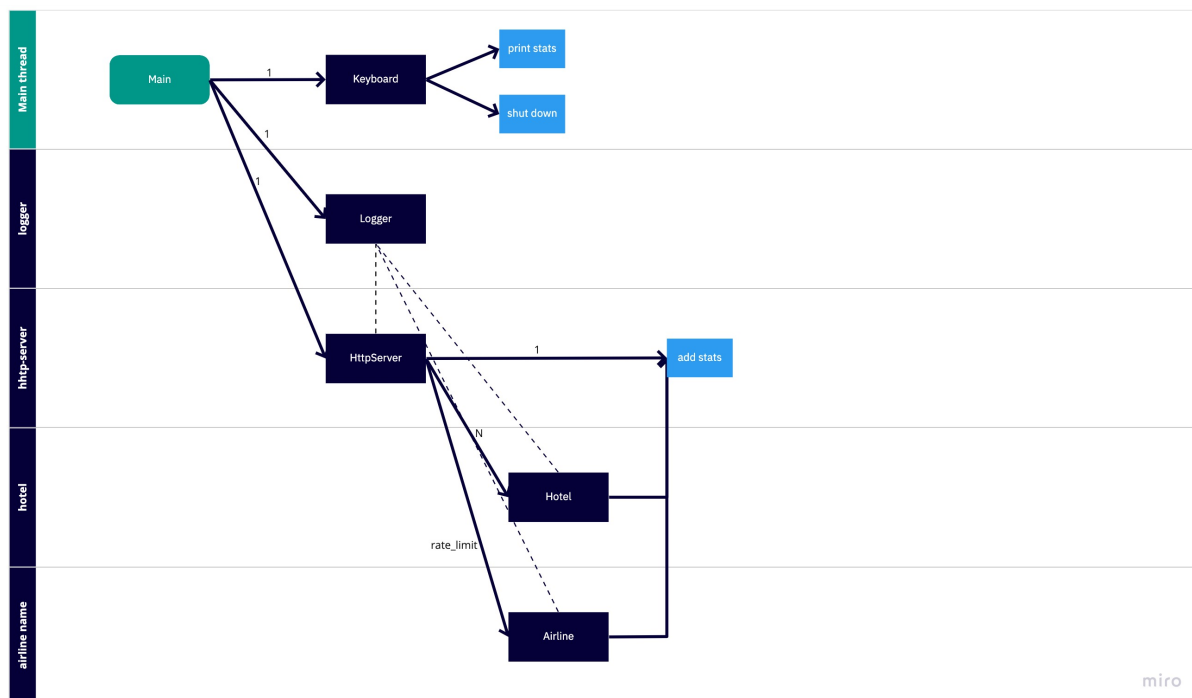 Main thread
Main
1
Keyboard
print stats
shut down
1
1
logger
Logger
hhtp-server
HttpServer
1
add stats
N
hotel
Hotel
rate_limit
airline name
Airline
miro